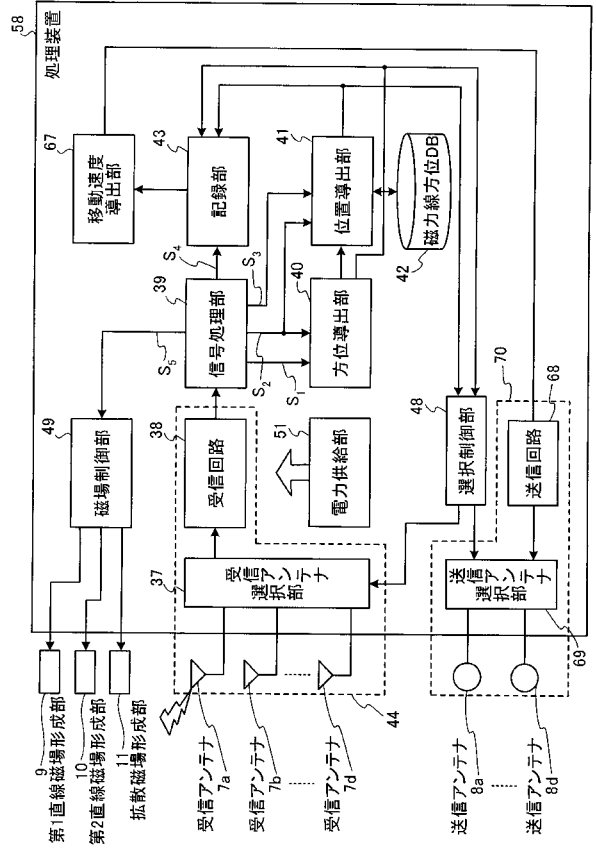 58
処理装置
67
移動速度
導出部
43
記録部
41
位置導出部
磁力線方位DB
42
S4
S3
39
信号処理部
40
方位導出部
S5
S2
S1
49
磁場制御部
38
受信回路
51
電力供給部
48
選択制御部
70
68
送信回路
37
受信アンテナ
選択部
送信アンテナ
選択部
69
44
9
第1直線磁場形成部
10
第2直線磁場形成部
11
拡散磁場形成部
受信アンテナ
7a
受信アンテナ
7b
受信アンテナ
7d
送信アンテナ
8a
送信アンテナ
8d